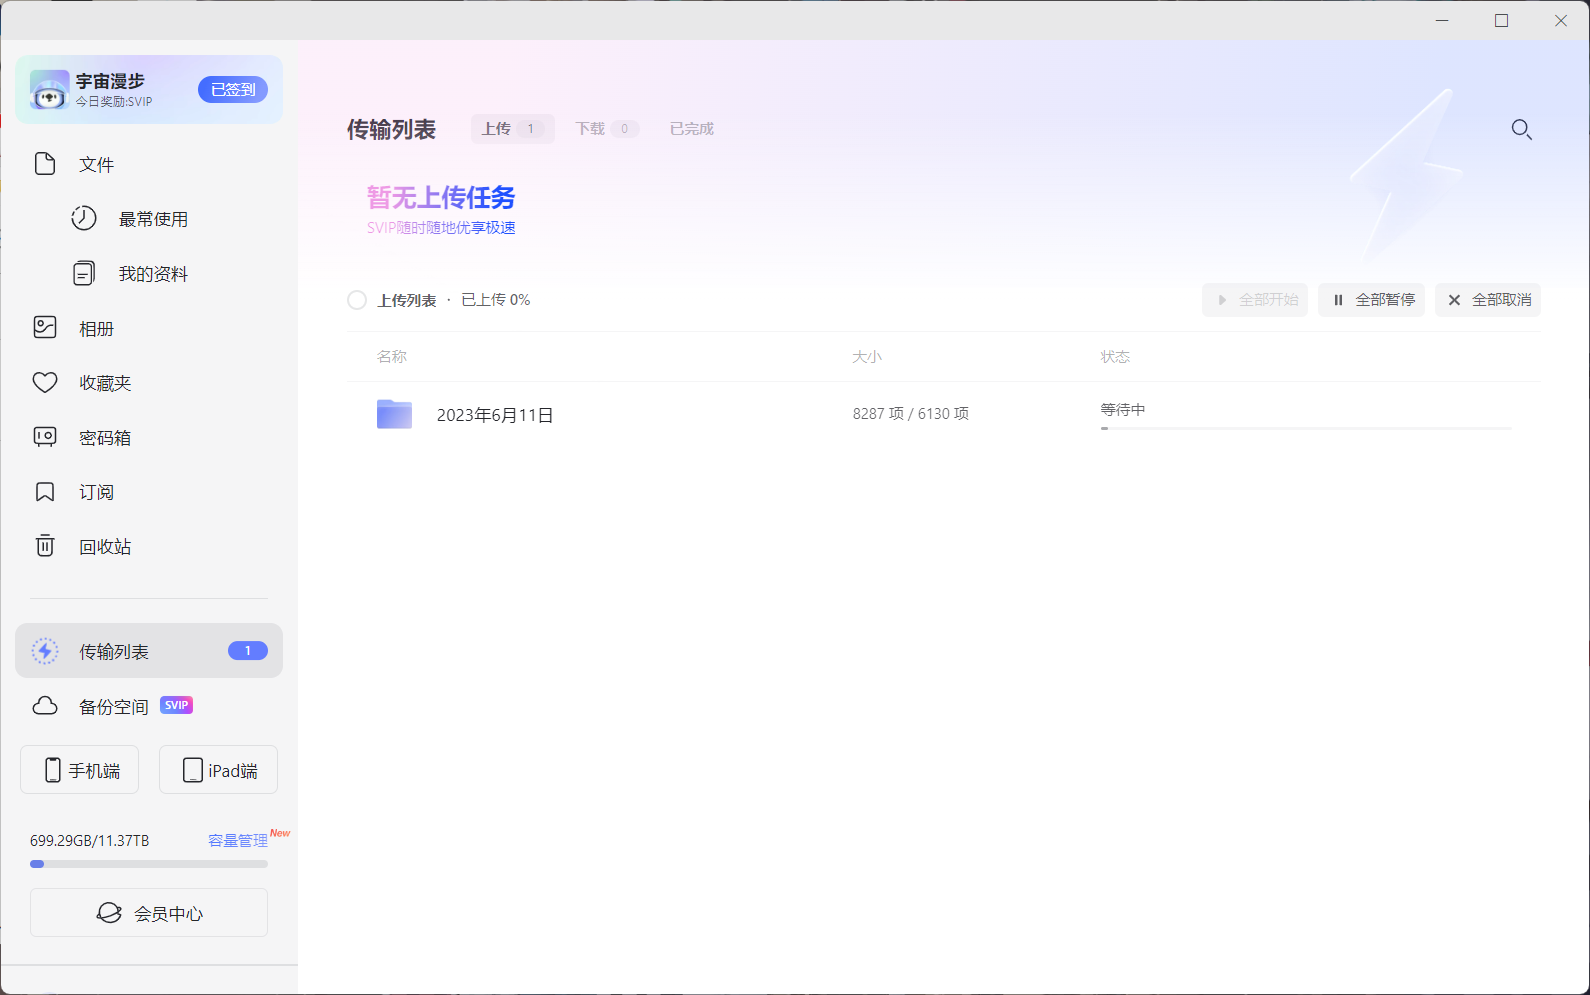 宇宙漫步
今日奖励:SVIP
已签到
文件
最常使用
我的资料
相册
收藏夹
密码箱
订阅
回收站
传输列表
1
备份空间
SVIP
手机端
iPad端
699.29GB/11.37TB
容量管理
New
会员中心
传输列表
上传 1
下载 0
已完成
暂无上传任务
SVIP随时随地优享极速
上传列表 · 已上传 0%
全部开始
全部暂停
全部取消
名称
大小
状态
2023年6月11日
8287 项 / 6130 项
等待中